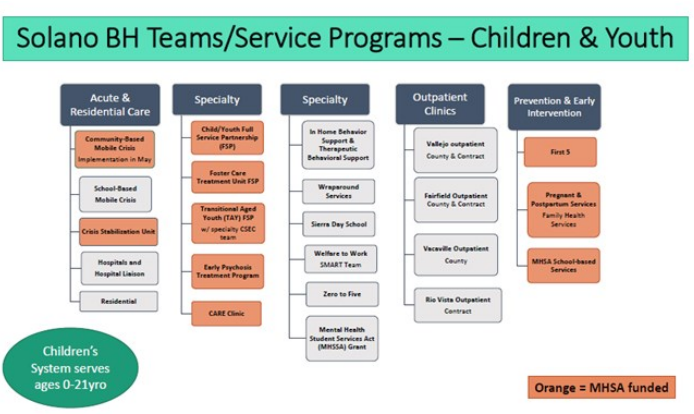 Solano BH Teams/Service Programs – Children & Youth
Acute &
Residential Care
Community-Based
Mobile Crisis
Implementation in May
School-Based
Mobile Crisis
Crisis Stabilization Unit
Hospitals and
Hospital Liaison
Residential
Specialty
Child/Youth Full
Service Partnership
(FSP)
Foster Care
Treatment Unit FSP
Transitional Aged
Youth (TAY) FSP
w/ specialty CSEC
team
Early Psychosis
Treatment Program
CARE Clinic
Specialty
In Home Behavior
Support &
Therapeutic
Behavioral Support
Wraparound
Services
Sierra Day School
Welfare to Work
SMART Team
Zero to Five
Mental Health
Student Services Act
(MHSSA) Grant
Outpatient
Clinics
Vallejo outpatient
County & Contract
Fairfield Outpatient
County & Contract
Vacaville Outpatient
County
Rio Vista Outpatient
Contract
Prevention & Early
Intervention
First 5
Pregnant &
Postpartum Services
Family Health
Services
MHSA School-based
Services
Children's
System serves
ages 0-21yro
Orange = MHSA funded